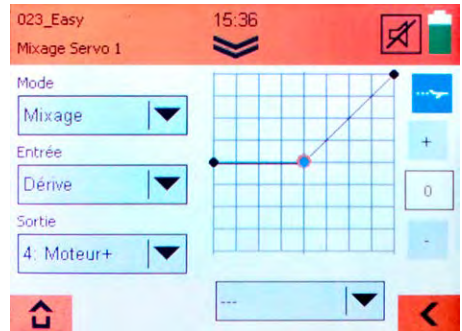 023_Easy
15:36
Mixage Servo 1
Mode
Mixage
Entrée
Dérive
Sortie
4: Moteur+
+
0
-
---